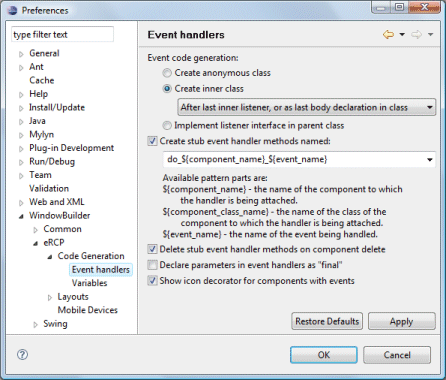 Preferences
type filter text
General
Ant
Cache
Help
Install/Update
Java
Mylyn
Plug-in Development
Run/Debug
Team
Validation
Web and XML
WindowBuilder
Common
eRCP
Code Generation
Event handlers
Variables
Layouts
Mobile Devices
Swing
Event handlers
Event code generation:
Create anonymous class
Create inner class
After last inner listener, or as last body declaration in class
Implement listener interface in parent class
Create stub event handler methods named:
do_${component_name}_${event_name}
Available pattern parts are:
${component_name} - the name of the component to which
the handler is being attached.
${component_class_name} - the name of the class of the
component to which the handler is being attached.
${event_name} - the name of the event being handled.
Delete stub event handler methods on component delete
Declare parameters in event handlers as "final"
Show icon decorator for components with events
Restore Defaults
Apply
OK
Cancel